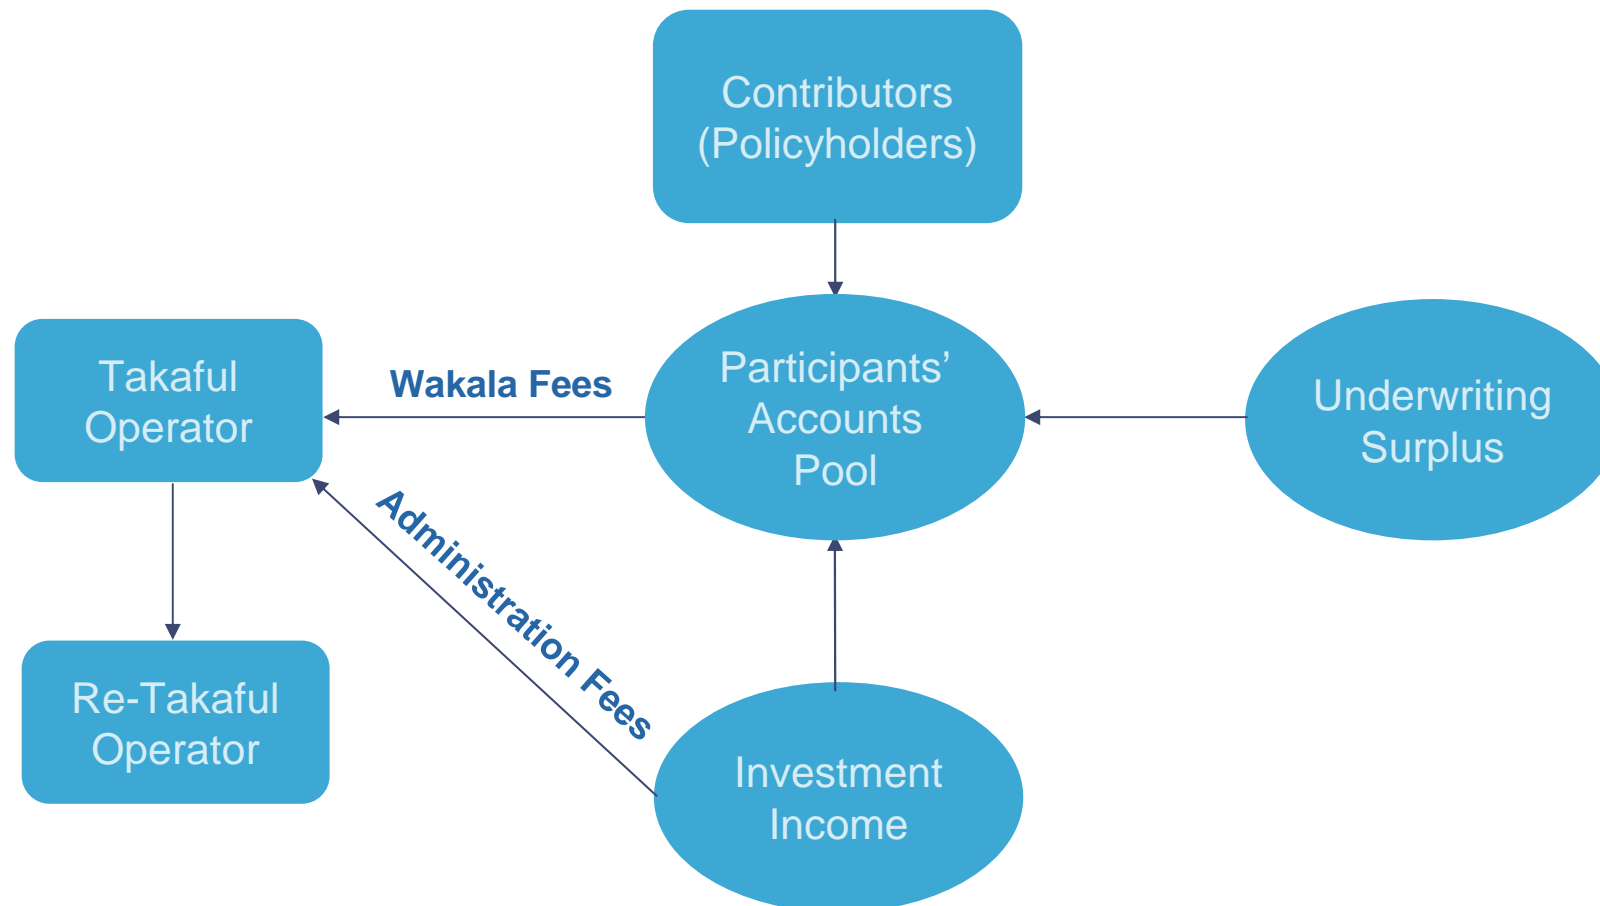 Contributors
(Policyholders)
Takaful
Operator
Wakala Fees
Participants’
Accounts
Pool
Underwriting
Surplus
Administration Fees
Re-Takaful
Operator
Investment
Income